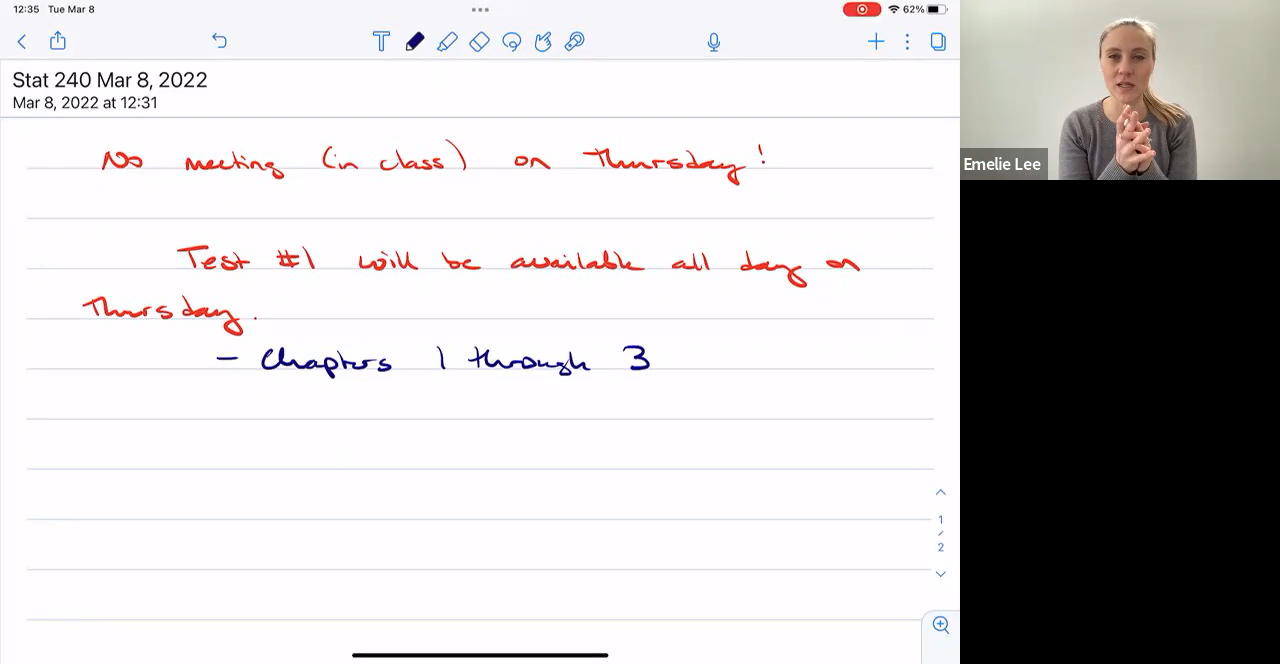 12:35 Tue Mar 8
62%
Stat 240 Mar 8, 2022
Mar 8, 2022 at 12:31
No meeting (in class) on Thursday!
Test #1 will be available all day on
Thursday.
- Chapters 1 through 3
1
/
2
Emelie Lee